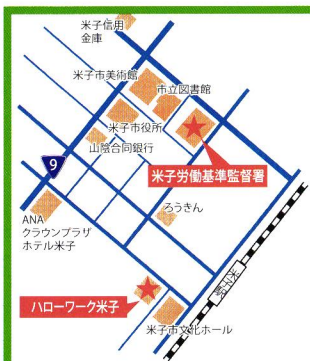 米子信用
金庫
米子市美術館
市立図書館
米子市役所
山陰合同銀行
9
米子労働基準監督署
ろうきん
ANA
クラウンプラザ
ホテル米子
ハローワーク米子
米子駅
米子市文化ホール